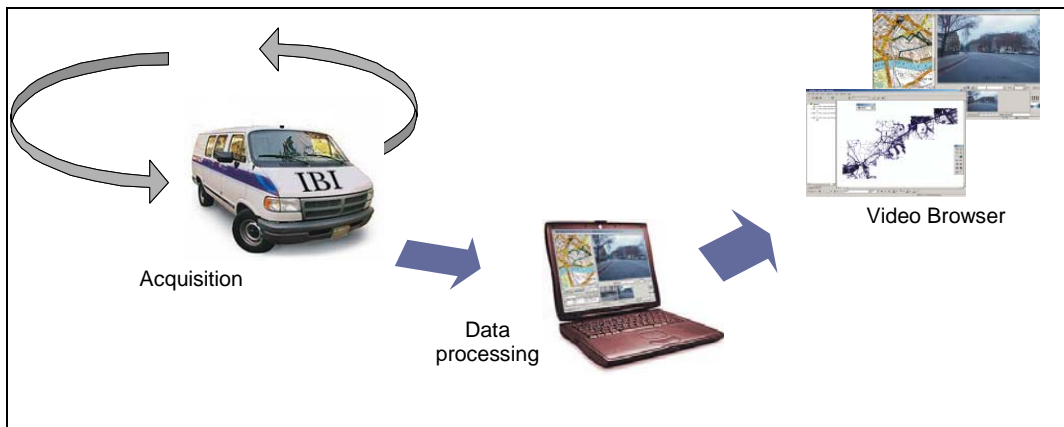 IBI
Acquisition
Data
processing
Video Browser